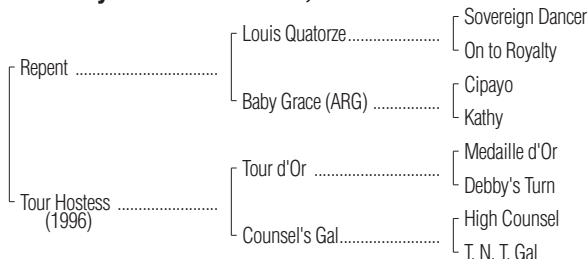 Sovereign Dancer
Louis Quatorze....................
On to Royalty
Repent ................................
Cipayo
Baby Grace (ARG) ..............
Kathy
Medaille d'Or
Tour d'Or ..........................
Debby's Turn
Tour Hostess ......................
(1996)
High Counsel
Counsel's Gal.....................
T. N. T. Gal